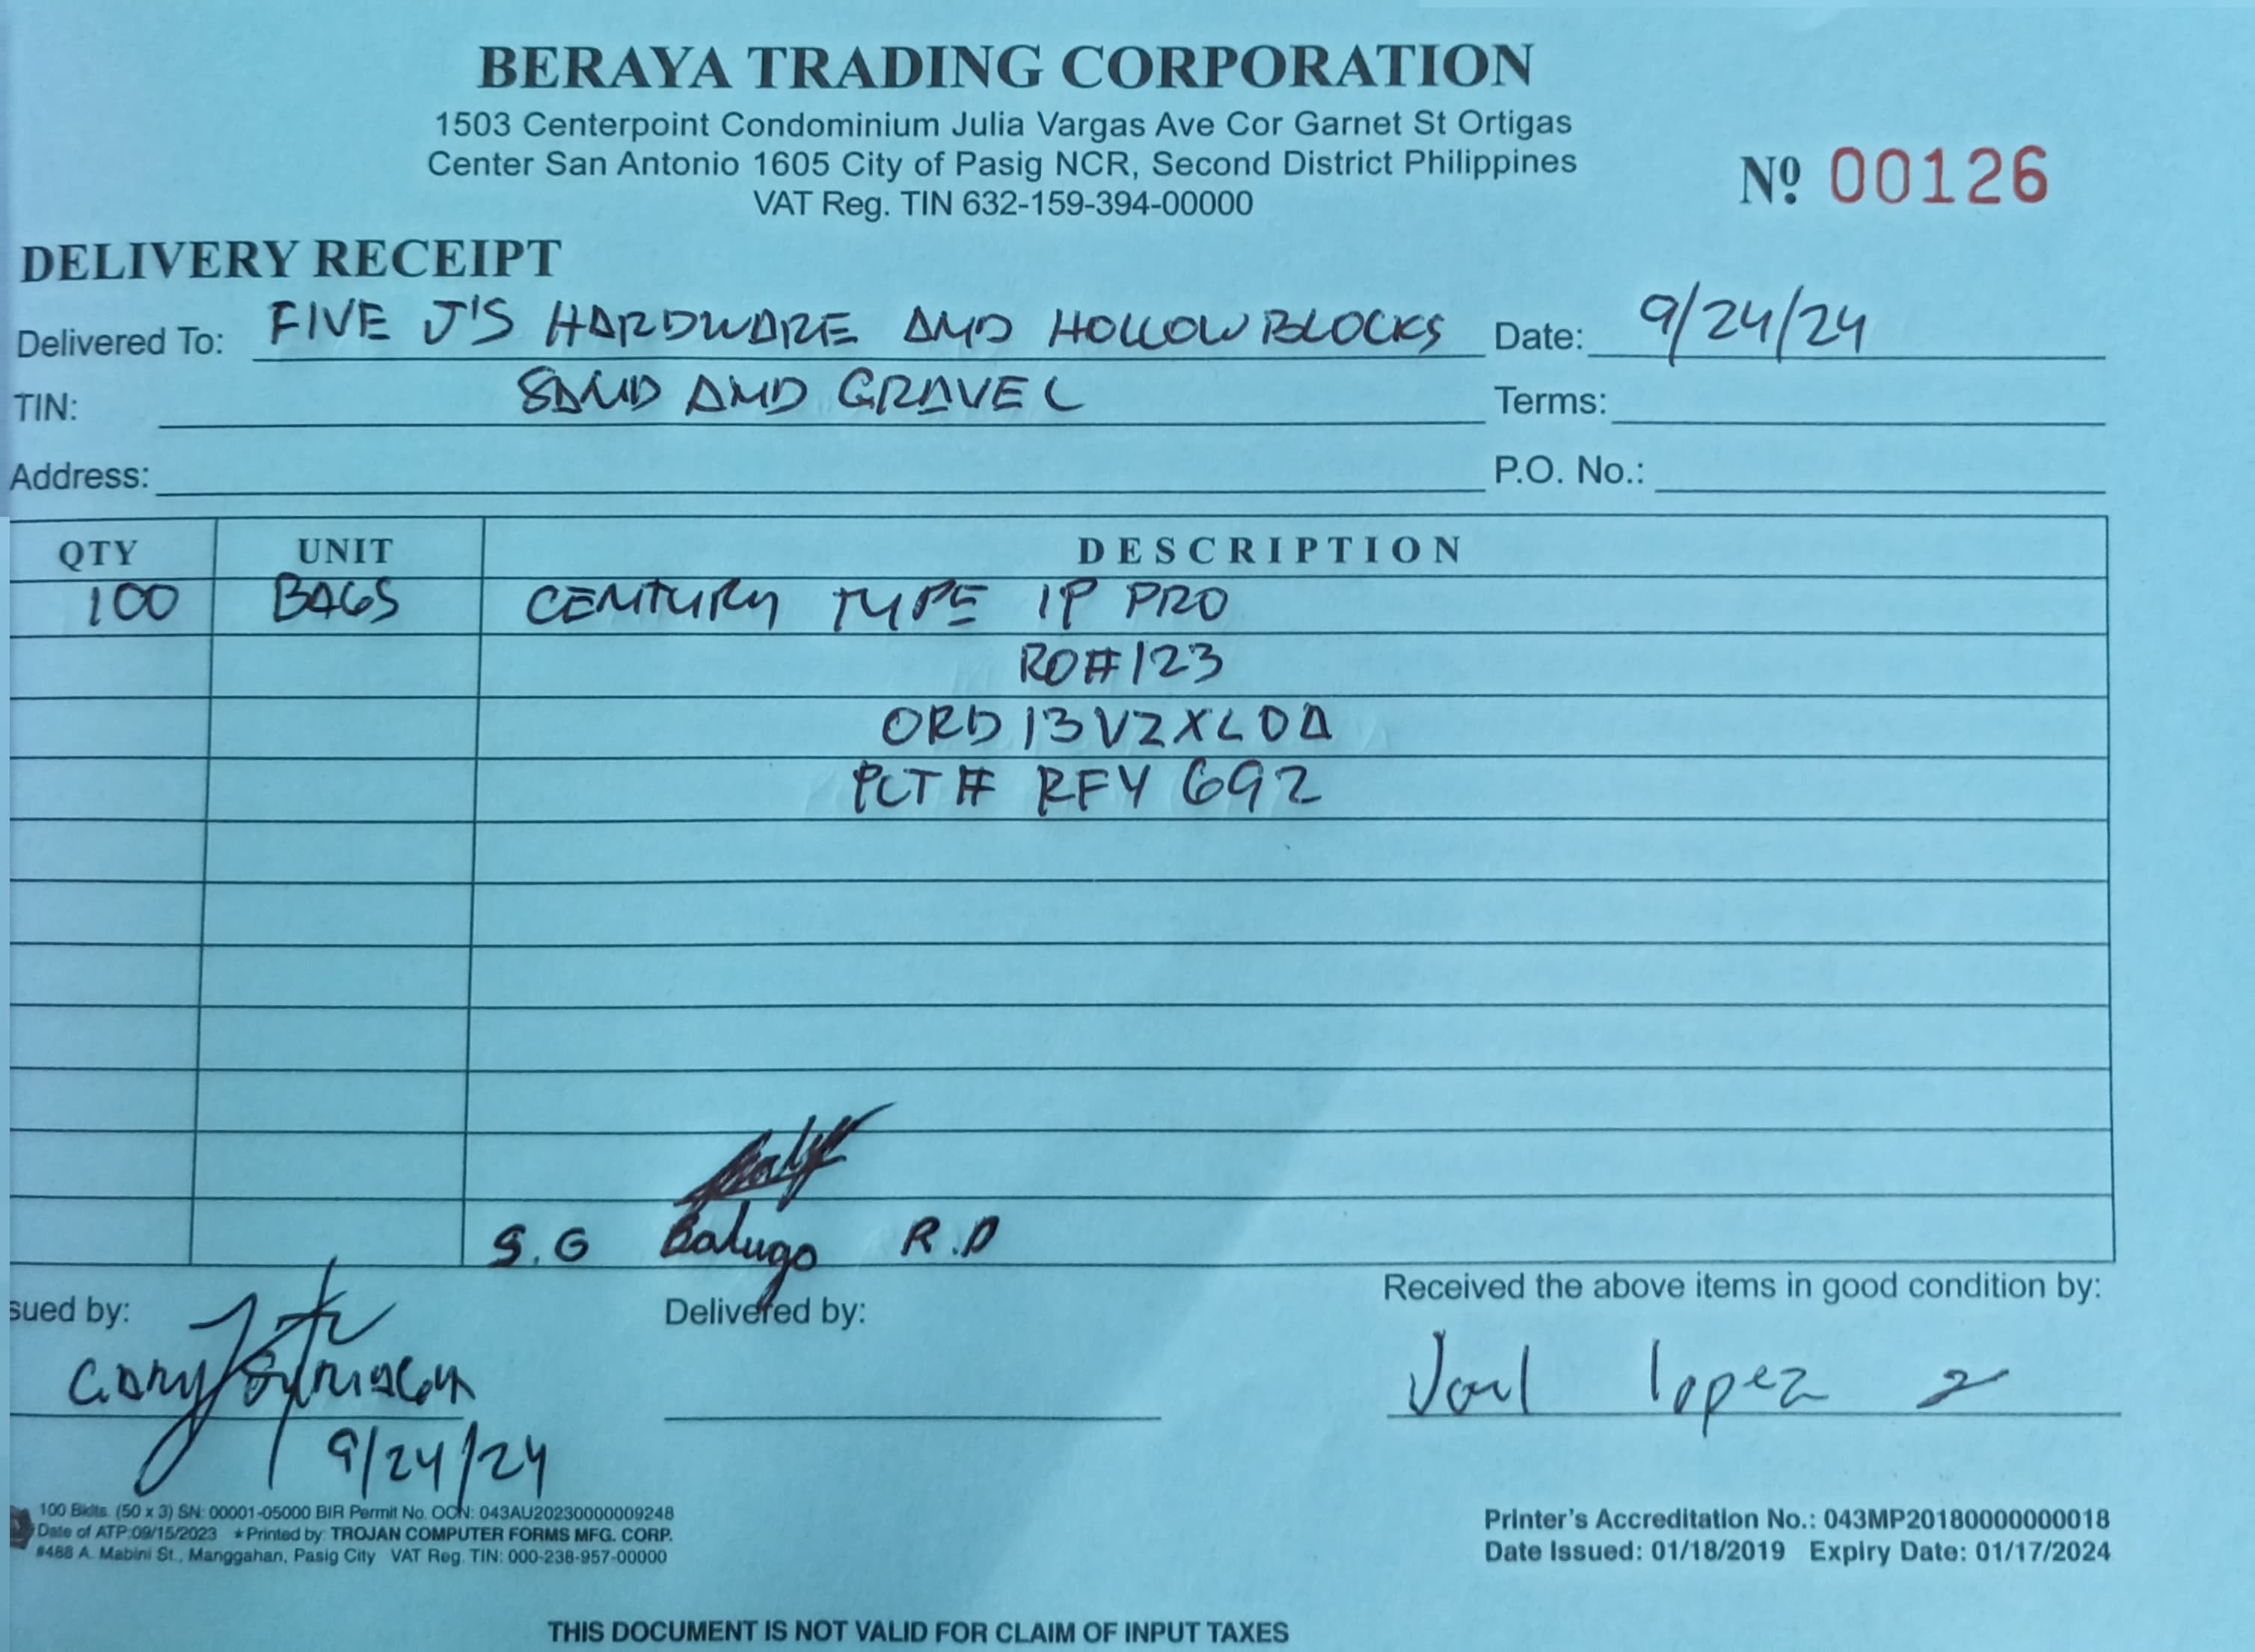 BERAYA TRADING CORPORATION
1503 Centerpoint Condominium Julia Vargas Ave Cor Garnet St Ortigas
Center San Antonio 1605 City of Pasig NCR, Second District Philippines
VAT Reg. TIN 632-159-394-00000
Nº 00126
DELIVERY RECEIPT
Delivered To: FIVE J'S HARDWARE AND HOLLOWBLOCKS Date: 9/24/24
TIN: SAND AND GRAVEL Terms:
Address: P.O. No.:
QTY UNIT DESCRIPTION
100 BAGS CENTURY TYPE 1P PRO
RO#123
ORD 13VZXLOA
PLT# RFY 692
S.G Balugo R.D
sued by: Delivered by: Received the above items in good condition by:
Gary lopez
9/24/24
100 Bklts. (50 x 3) SN: 00001-05000 BIR Permit No. OCN: 043AU20230000009248
Date of ATP:09/15/2023 ★Printed by: TROJAN COMPUTER FORMS MFG. CORP.
#488 A. Mabini St., Manggahan, Pasig City VAT Reg. TIN: 000-238-957-00000
Printer's Accreditation No.: 043MP20180000000018
Date Issued: 01/18/2019 Expiry Date: 01/17/2024
THIS DOCUMENT IS NOT VALID FOR CLAIM OF INPUT TAXES